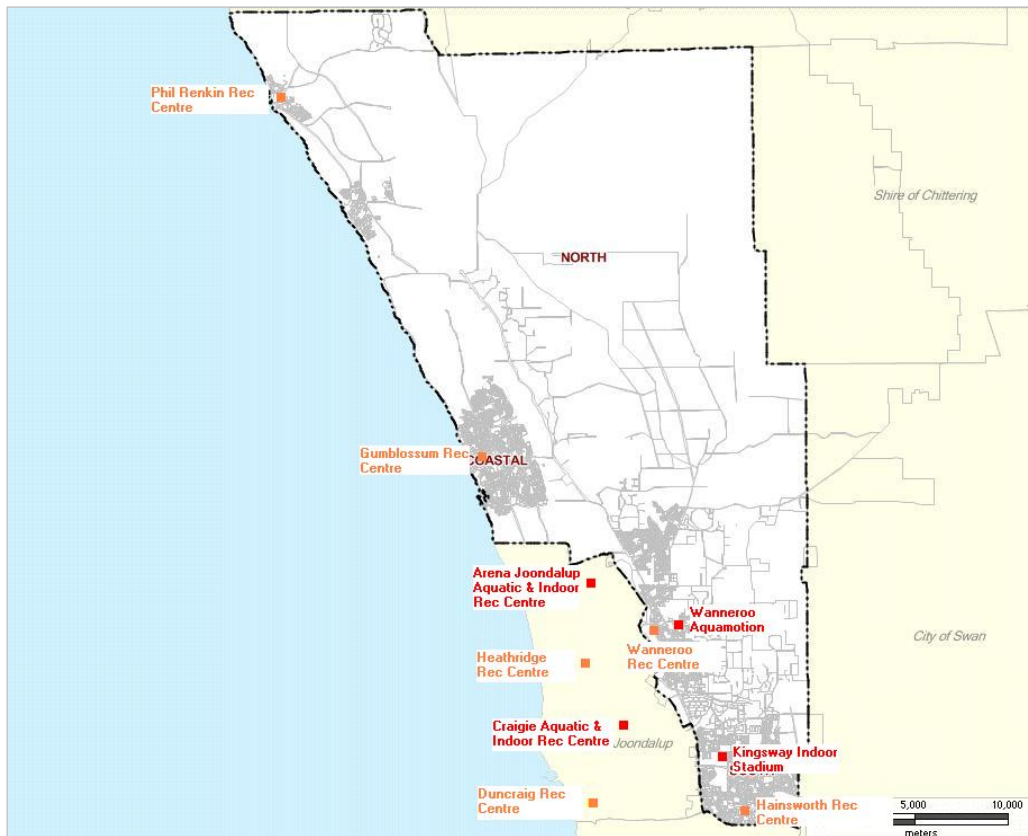 Phil Renkin Rec
Centre
Shire of Chittering
NORTH
Gumblossum Rec
Centre
COASTAL
Arena Joondalup
Aquatic & Indoor
Rec Centre
Wanneroo
Aquamotion
City of Swan
Wanneroo
Rec Centre
Heathridge
Rec Centre
Craigie Aquatic &
Indoor Rec Centre
Joondalup
Kingsway Indoor
Stadium
Duncraig Rec
Centre
Hainsworth Rec
Centre
5,000
10,000
meters